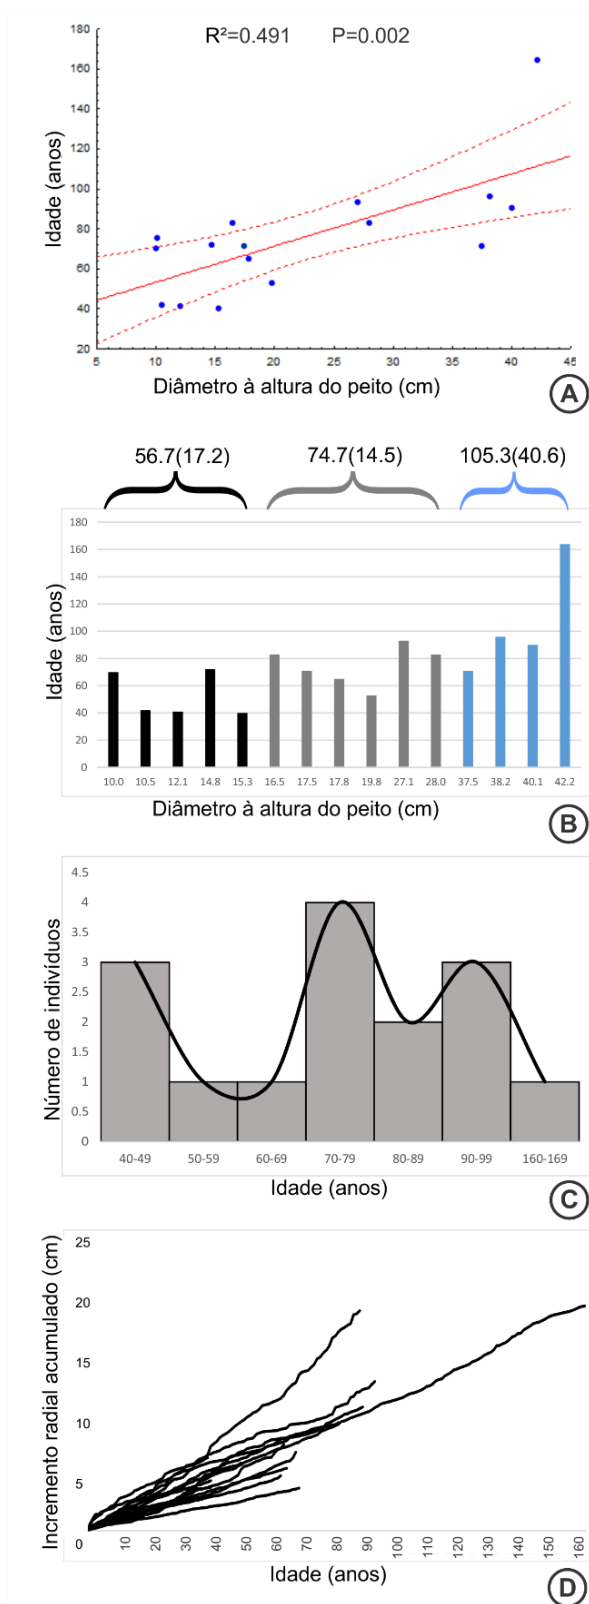 R²=0.491 P=0.002
180
160
140
120
100
80
60
40
20
Idade (anos)
5 10 15 20 25 30 35 40 45
Diâmetro à altura do peito (cm)
A
56.7(17.2) 74.7(14.5) 105.3(40.6)
180
160
140
120
100
80
60
40
20
0
Idade (anos)
10.0 10.5 12.1 14.8 15.3 16.5 17.5 17.8 19.8 27.1 28.0 37.5 38.2 40.1 42.2
Diâmetro à altura do peito (cm)
B
4.5
4
3.5
3
2.5
2
1.5
1
0.5
0
Número de indivíduos
40-49 50-59 60-69 70-79 80-89 90-99 160-169
Idade (anos)
C
25
20
15
10
5
0
Incremento radial acumulado (cm)
10 20 30 40 50 60 70 80 90 100 110 120 130 140 150 160
Idade (anos)
D